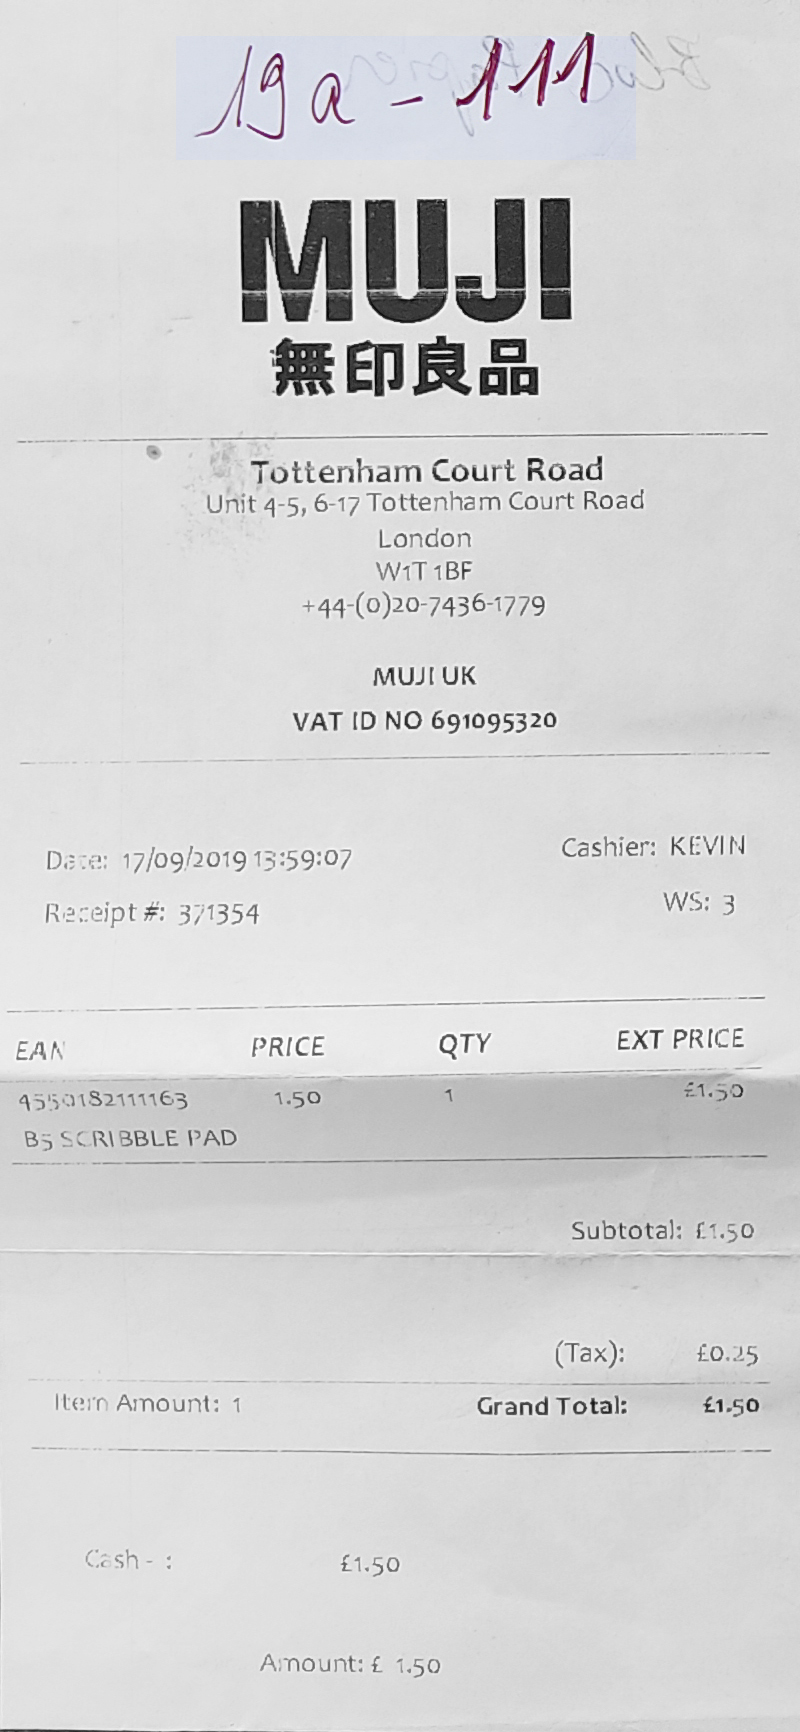 19a - 111
MUJI
無印良品
Tottenham Court Road
Unit 4-5, 6-17 Tottenham Court Road
London
W1T 1BF
+44-(0)20-7436-1779
MUJI UK
VAT ID NO 691095320
Date: 17/09/2019 13:59:07 Cashier: KEVIN
Receipt #: 371354 WS: 3
EAN PRICE QTY EXT PRICE
4550182111163 1.50 1 £1.50
B5 SCRIBBLE PAD
Subtotal: £1.50
(Tax): £0.25
Item Amount: 1 Grand Total: £1.50
Cash - : £1.50
Amount: £ 1.50